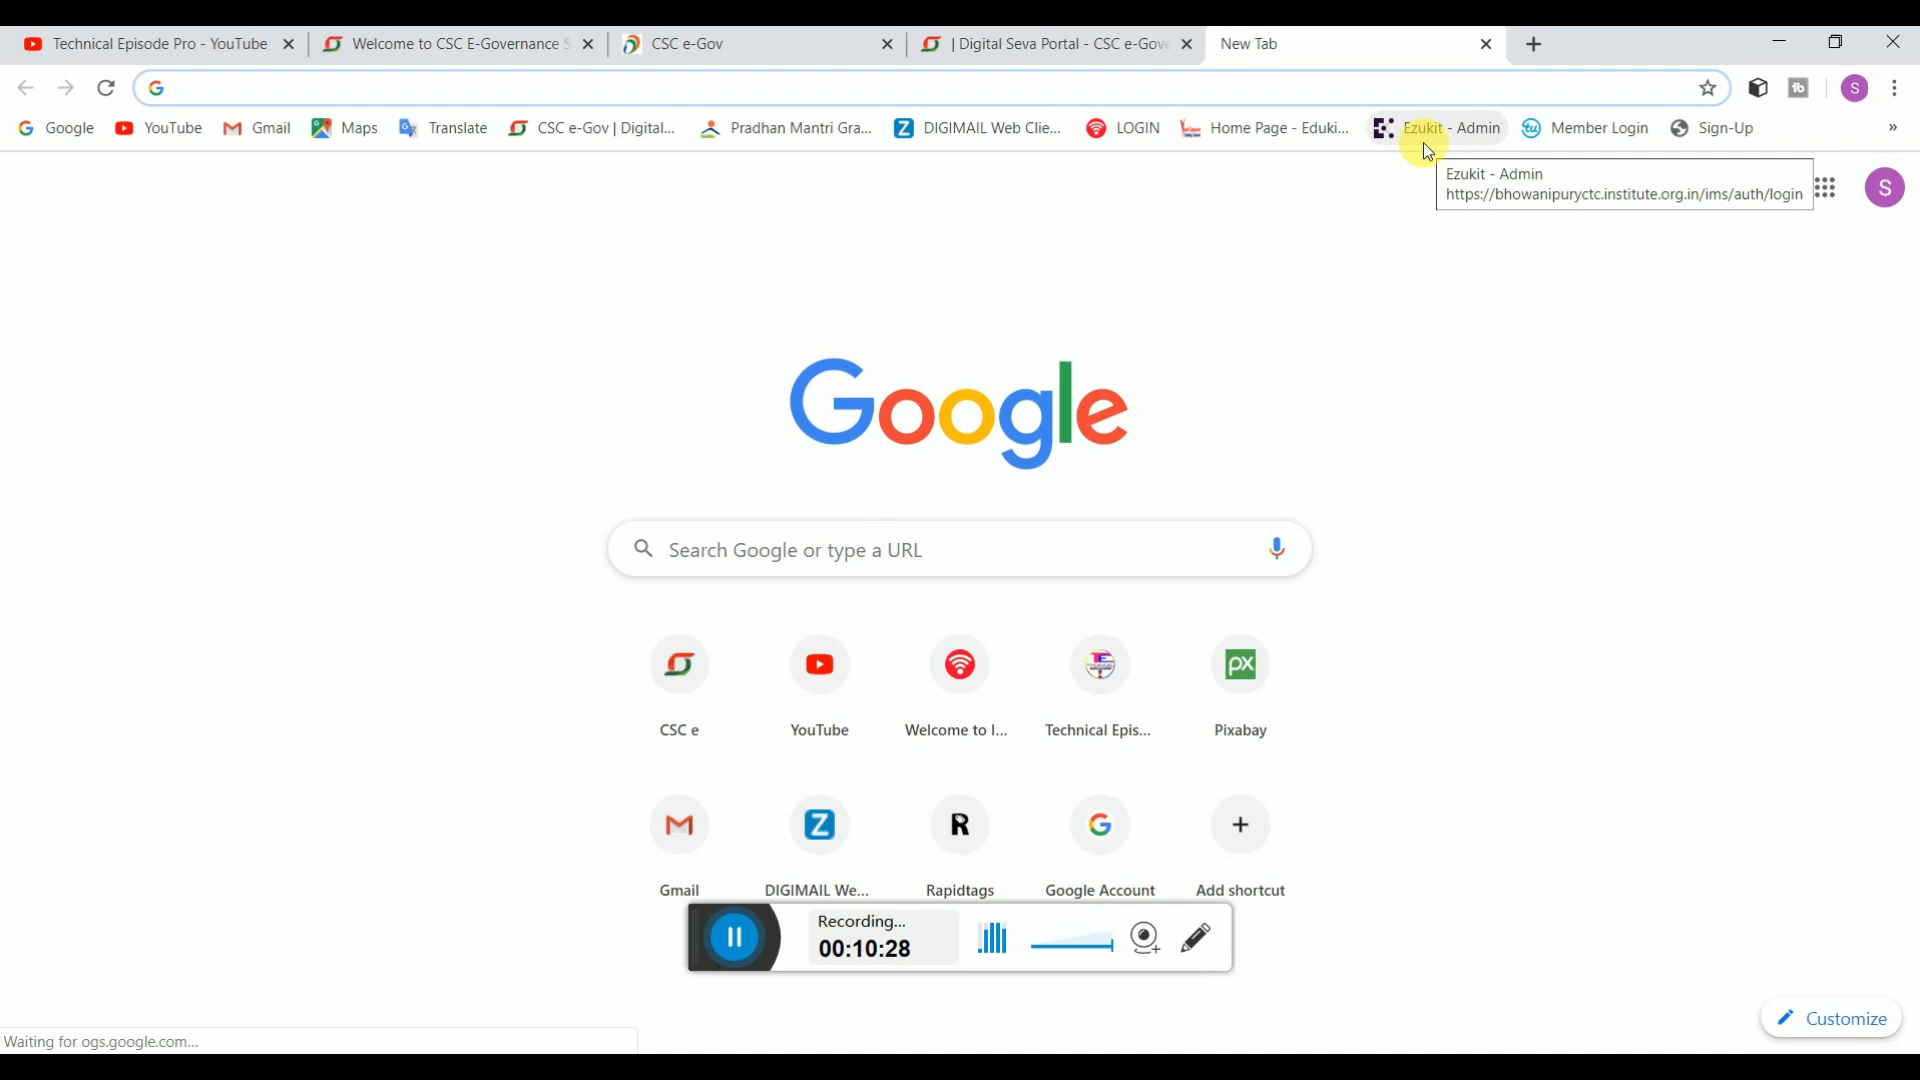 Technical Episode Pro - YouTube
Welcome to CSC E-Governance S
CSC e-Gov
| Digital Seva Portal - CSC e-Gove
New Tab
Google
YouTube
Gmail
Maps
Translate
CSC e-Gov | Digital...
Pradhan Mantri Gra...
DIGIMAIL Web Clie...
LOGIN
Home Page - Eduki...
Ezukit - Admin
Member Login
Sign-Up
»
Ezukit - Admin
https://bhowanipuryctc.institute.org.in/ims/auth/login
S
S
Google
Search Google or type a URL
CSC e
YouTube
Welcome to I...
Technical Epis...
Pixabay
Gmail
DIGIMAIL We...
Rapidtags
Google Account
Add shortcut
Recording...
00:10:28
Customize
Waiting for ogs.google.com...